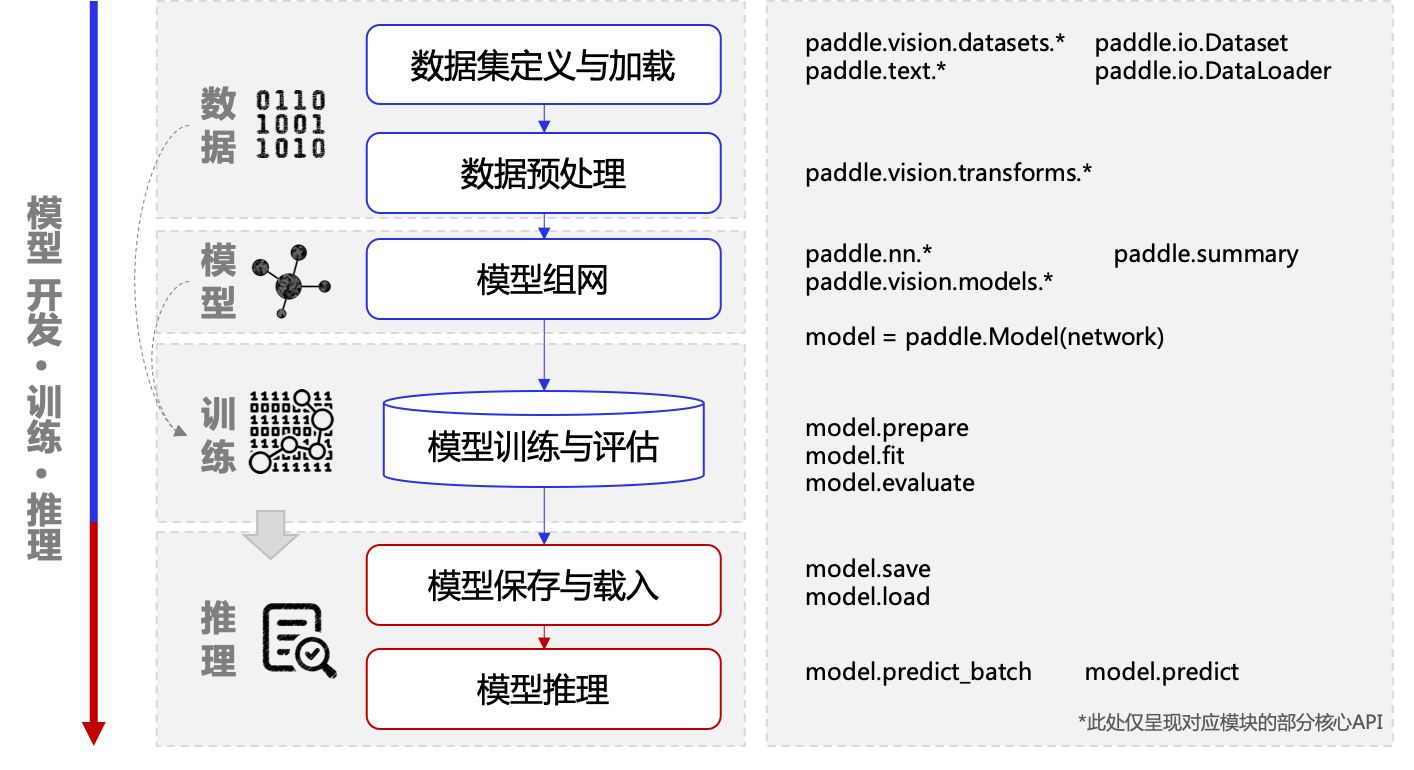 模型开发·训练·推理
数据
0110
1001
1010
数据集定义与加载
数据预处理
paddle.vision.datasets.* paddle.io.Dataset
paddle.text.* paddle.io.DataLoader
paddle.vision.transforms.*
模型
模型组网
paddle.nn.* paddle.summary
paddle.vision.models.*
model = paddle.Model(network)
训练
模型训练与评估
model.prepare
model.fit
model.evaluate
推理
模型保存与载入
模型推理
model.save
model.load
model.predict_batch model.predict
*此处仅呈现对应模块的部分核心API